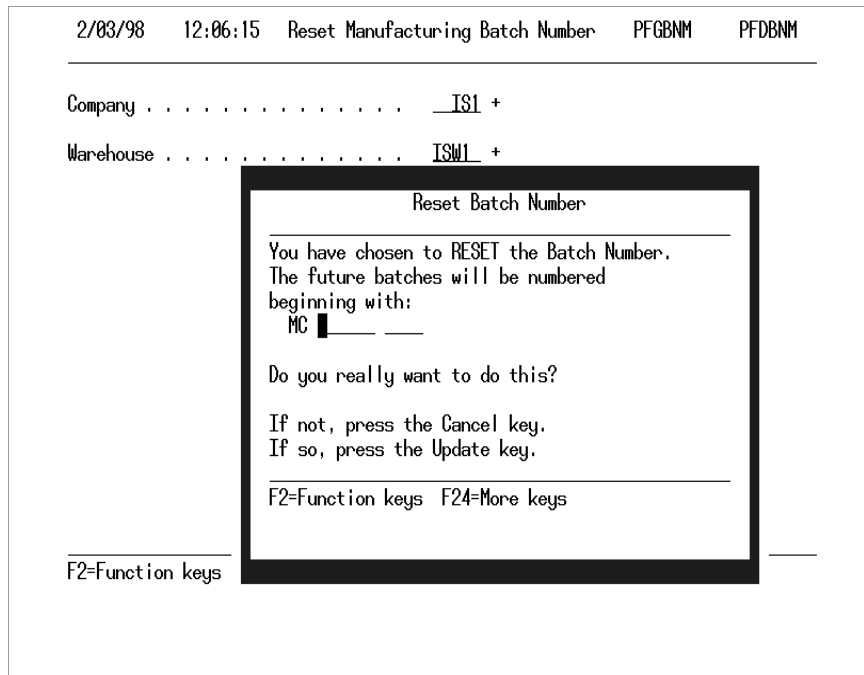 2/03/98 12:06:15 Reset Manufacturing Batch Number PFGBNM PFDBNM
Company . . . . . . . . . . . . . . IS1 +
Warehouse . . . . . . . . . . . . . ISW1 +
Reset Batch Number
You have chosen to RESET the Batch Number.
The future batches will be numbered
beginning with:
MC
Do you really want to do this?
If not, press the Cancel key.
If so, press the Update key.
F2=Function keys F24=More keys
F2=Function keys